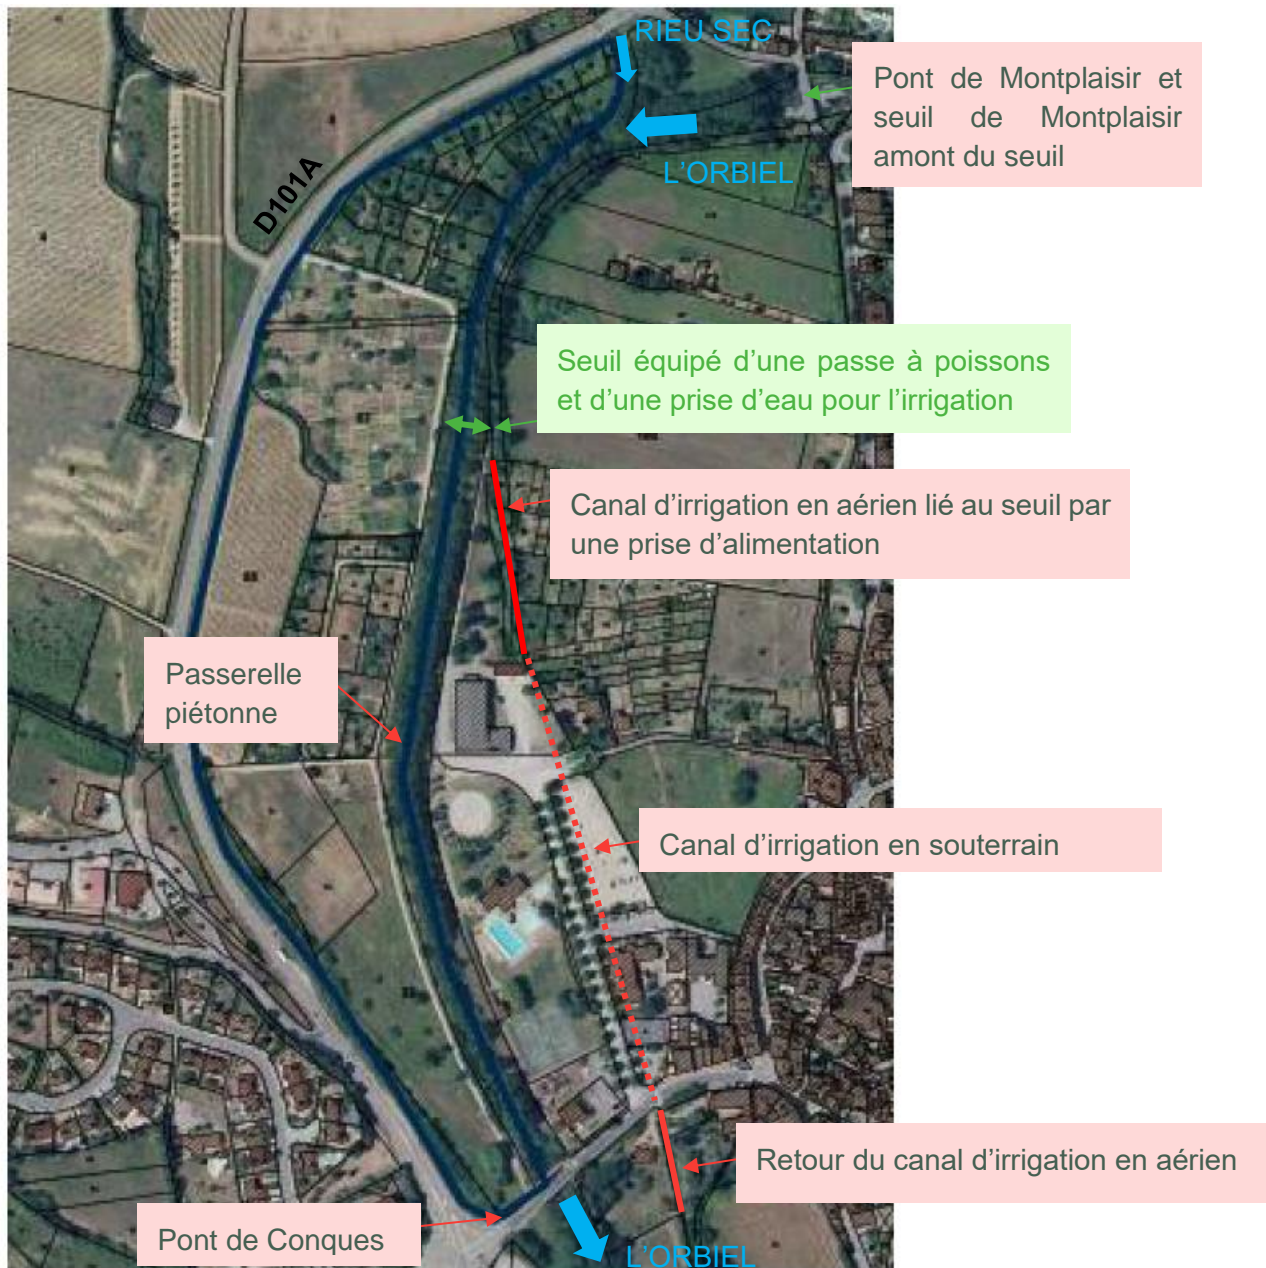 RIEU SEC
Pont de Montplaisir et
seuil de Montplaisir
amont du seuil
L'ORBIEL
D101A
Seuil équipé d'une passe à poissons
et d'une prise d'eau pour l'irrigation
Canal d'irrigation en aérien lié au seuil par
une prise d'alimentation
Passerelle
piétonne
Canal d'irrigation en souterrain
Retour du canal d'irrigation en aérien
Pont de Conques
L'ORBIEL